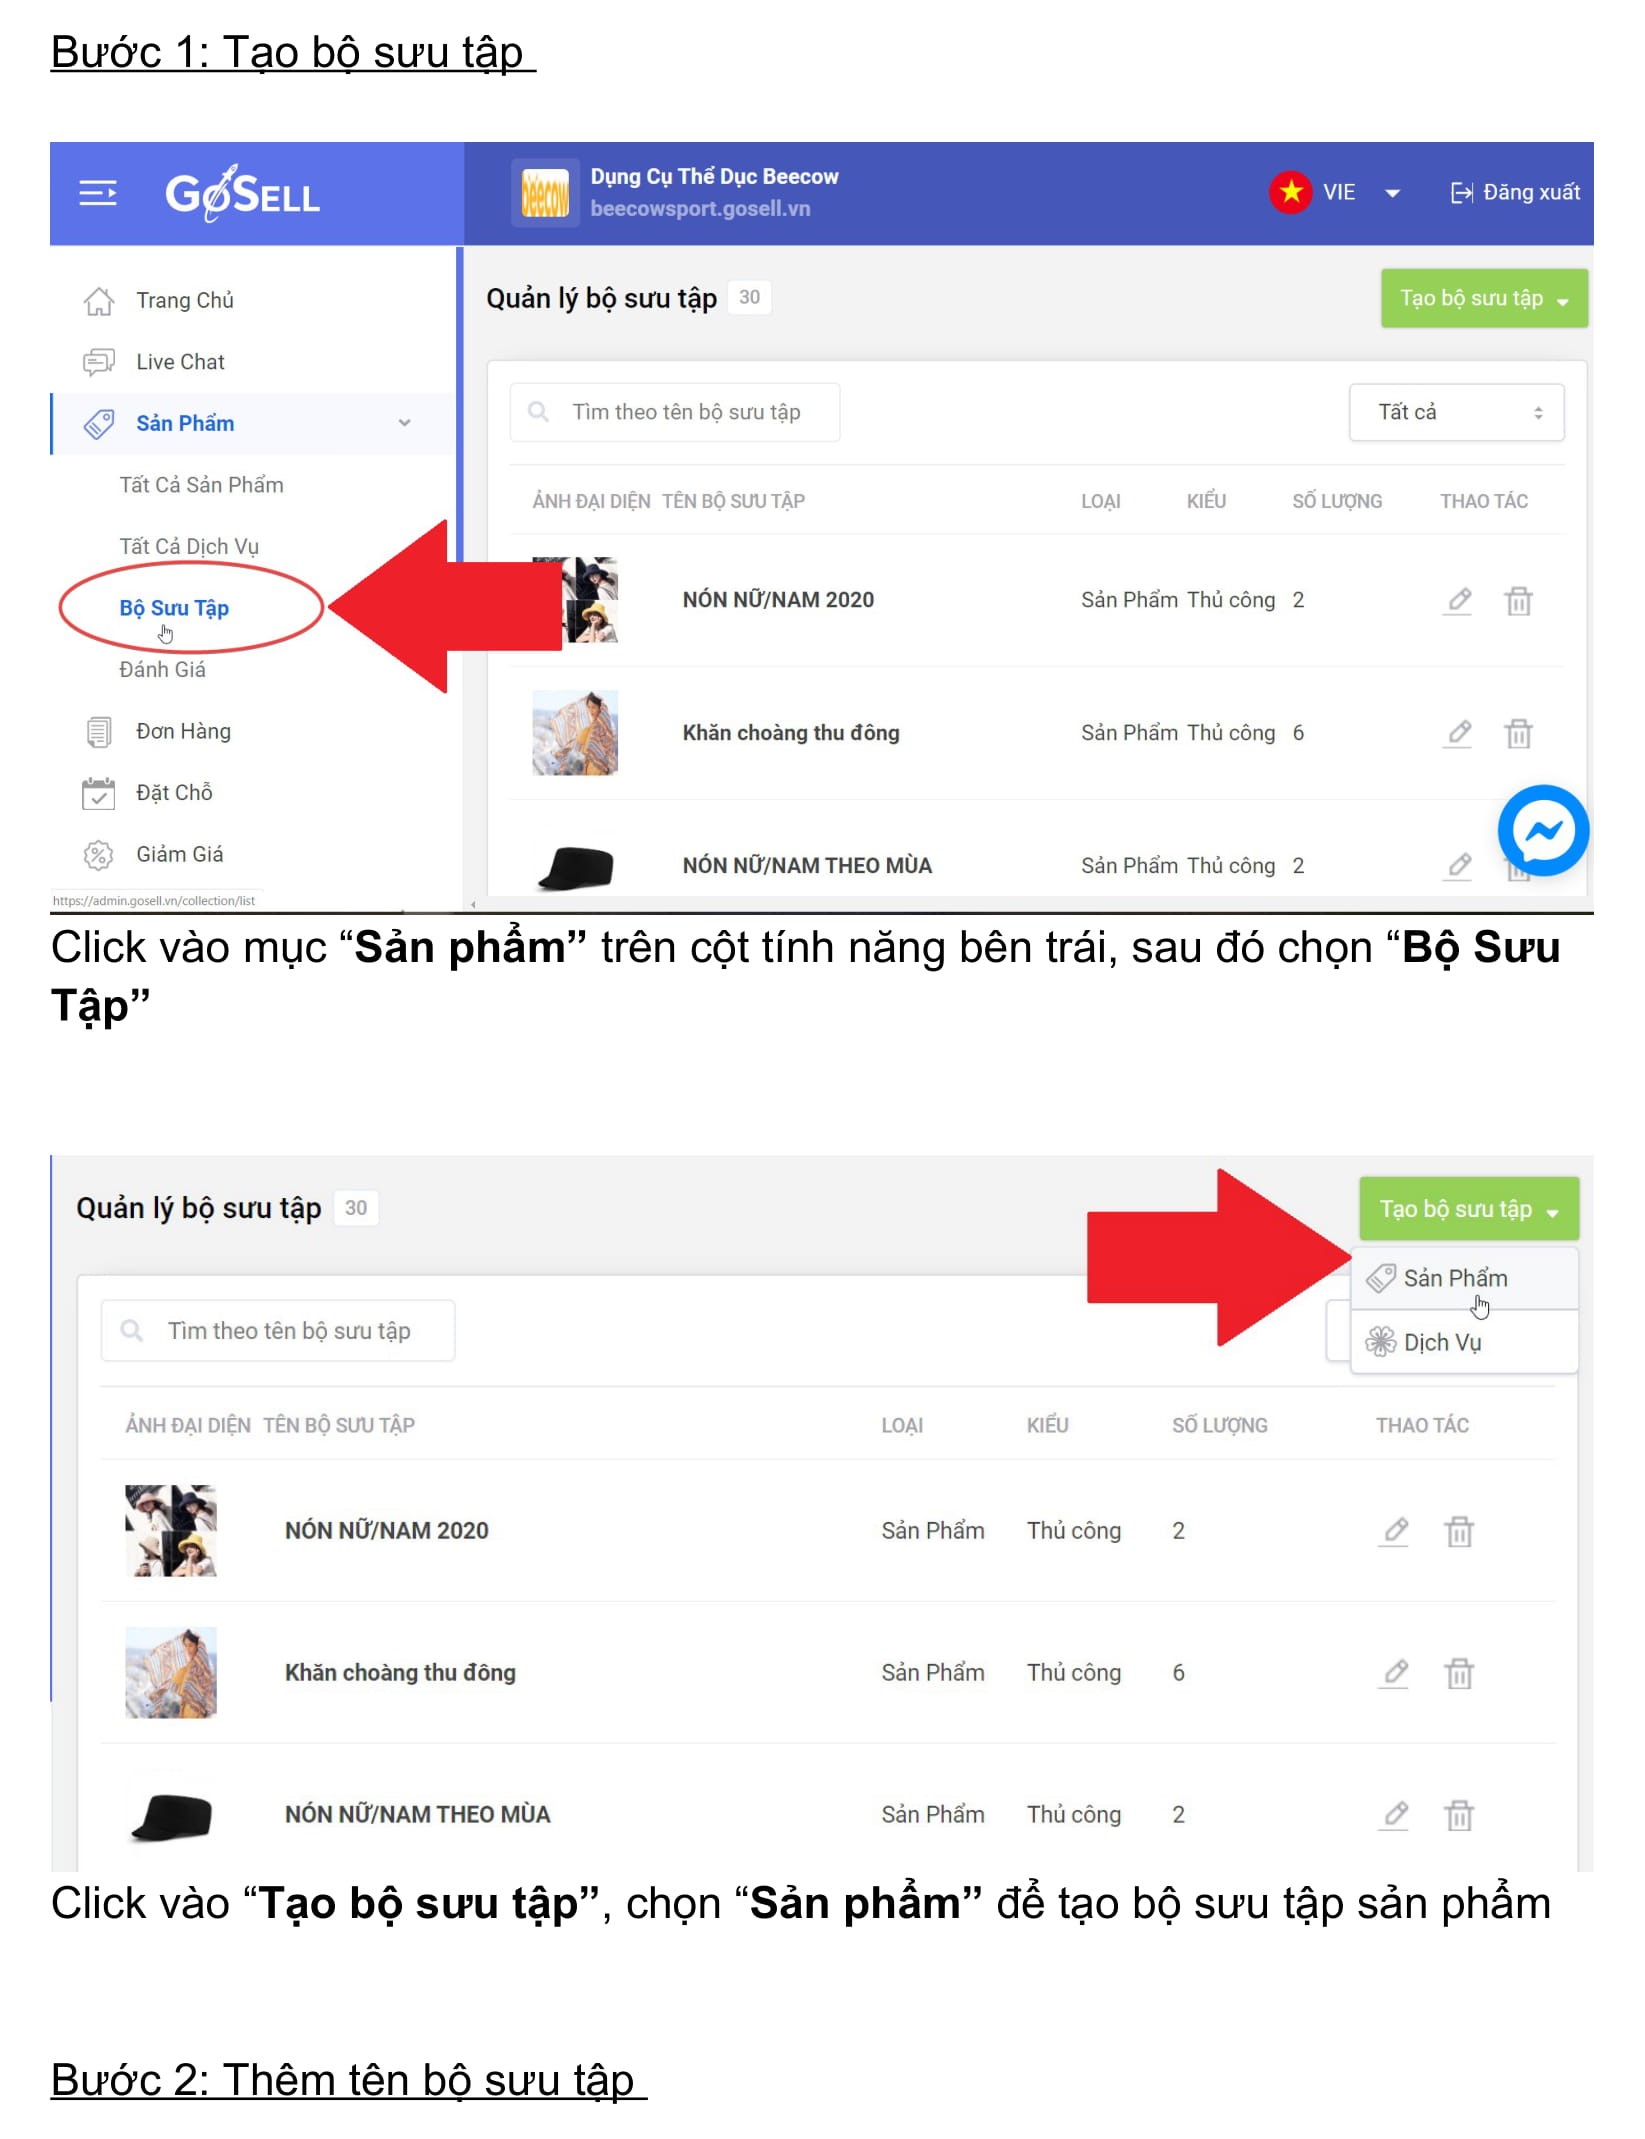 Bước 1: Tạo bộ sưu tập
GoSELL
beecow
Dụng Cụ Thể Dục Beecow
beecowsport.gosell.vn
VIE
Đăng xuất
Trang Chủ
Live Chat
Sản Phẩm
Tất Cả Sản Phẩm
Tất Cả Dịch Vụ
Bộ Sưu Tập
Đánh Giá
Đơn Hàng
Đặt Chỗ
Giảm Giá
https://admin.gosell.vn/collection/list
Quản lý bộ sưu tập 30
Tạo bộ sưu tập
Tìm theo tên bộ sưu tập
Tất cả
ẢNH ĐẠI DIỆN TÊN BỘ SƯU TẬP LOẠI KIỂU SỐ LƯỢNG THAO TÁC
NÓN NỮ/NAM 2020 Sản Phẩm Thủ công 2
Khăn choàng thu đông Sản Phẩm Thủ công 6
NÓN NỮ/NAM THEO MÙA Sản Phẩm Thủ công 2
Click vào mục “Sản phẩm” trên cột tính năng bên trái, sau đó chọn “Bộ Sưu
Tập”
Quản lý bộ sưu tập 30
Tạo bộ sưu tập
Sản Phẩm
Dịch Vụ
Tìm theo tên bộ sưu tập
ẢNH ĐẠI DIỆN TÊN BỘ SƯU TẬP LOẠI KIỂU SỐ LƯỢNG THAO TÁC
NÓN NỮ/NAM 2020 Sản Phẩm Thủ công 2
Khăn choàng thu đông Sản Phẩm Thủ công 6
NÓN NỮ/NAM THEO MÙA Sản Phẩm Thủ công 2
Click vào “Tạo bộ sưu tập”, chọn “Sản phẩm” để tạo bộ sưu tập sản phẩm
Bước 2: Thêm tên bộ sưu tập